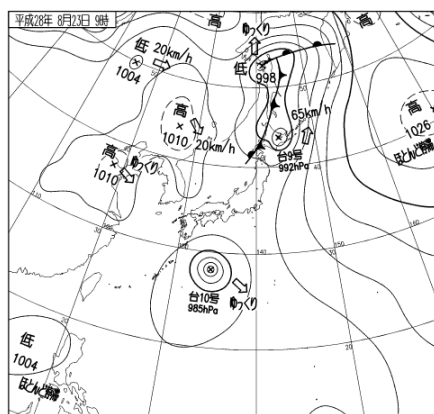 平成28年 8月23日 9時
高
高
低
20km/h
1004
ゆっくり
低
998
高
1010
20km/h
65km/h
台9号
992hPa
1026
ほとんど停滞
高
1010
ゆっくり
台10号
985hPa
ゆっくり
低
1004
ほとんど停滞
140
150